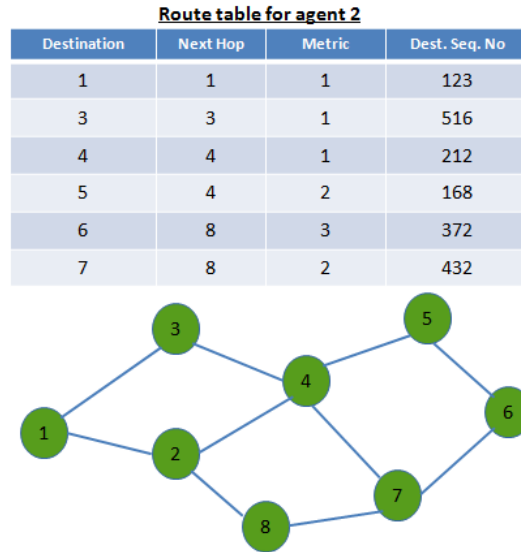 Route table for agent 2
Destination Next Hop Metric Dest. Seq. No
1 1 1 123
3 3 1 516
4 4 1 212
5 4 2 168
6 8 3 372
7 8 2 432
5
3
4
6
1
2
7
8